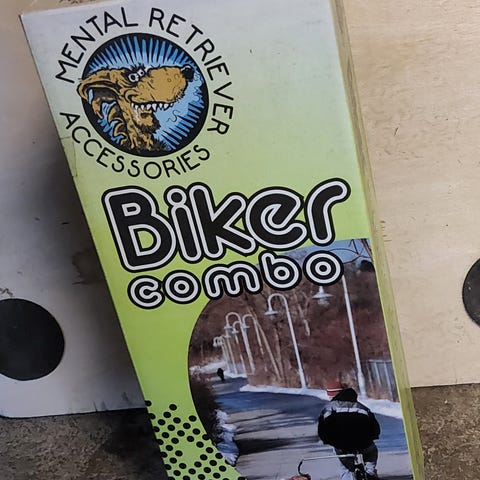 MENTAL RETRIEVER
ACCESSORIES
Biker
combo